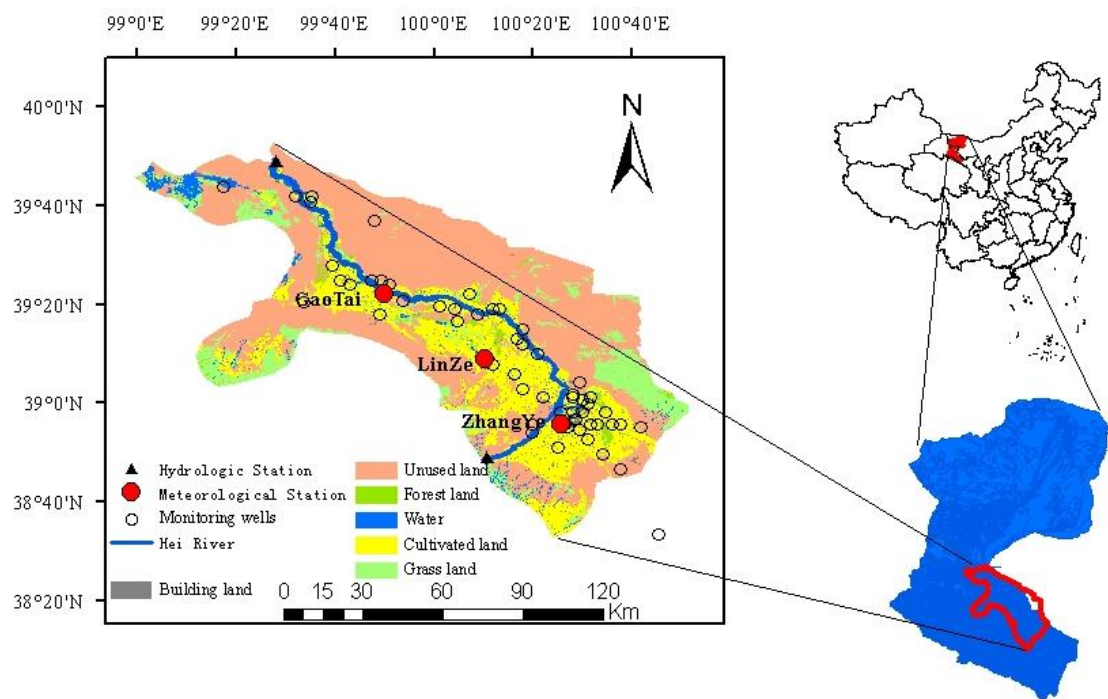 99°0'E 99°20'E 99°40'E 100°0'E 100°20'E 100°40'E
40°0'N
39°40'N
39°20'N
39°0'N
38°40'N
38°20'N
N
GaoTai
LinZe
ZhangYe
Hydrologic Station
Meteorological Station
Monitoring wells
Hei River
Building land
Unused land
Forest land
Water
Cultivated land
Grass land
0 15 30 60 90 120
Km